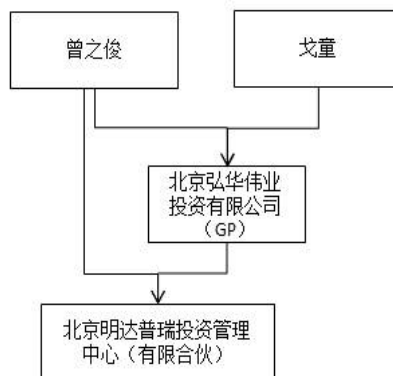 曾之俊
戈童
北京弘华伟业
投资有限公司
（GP）
北京明达普瑞投资管理
中心（有限合伙）